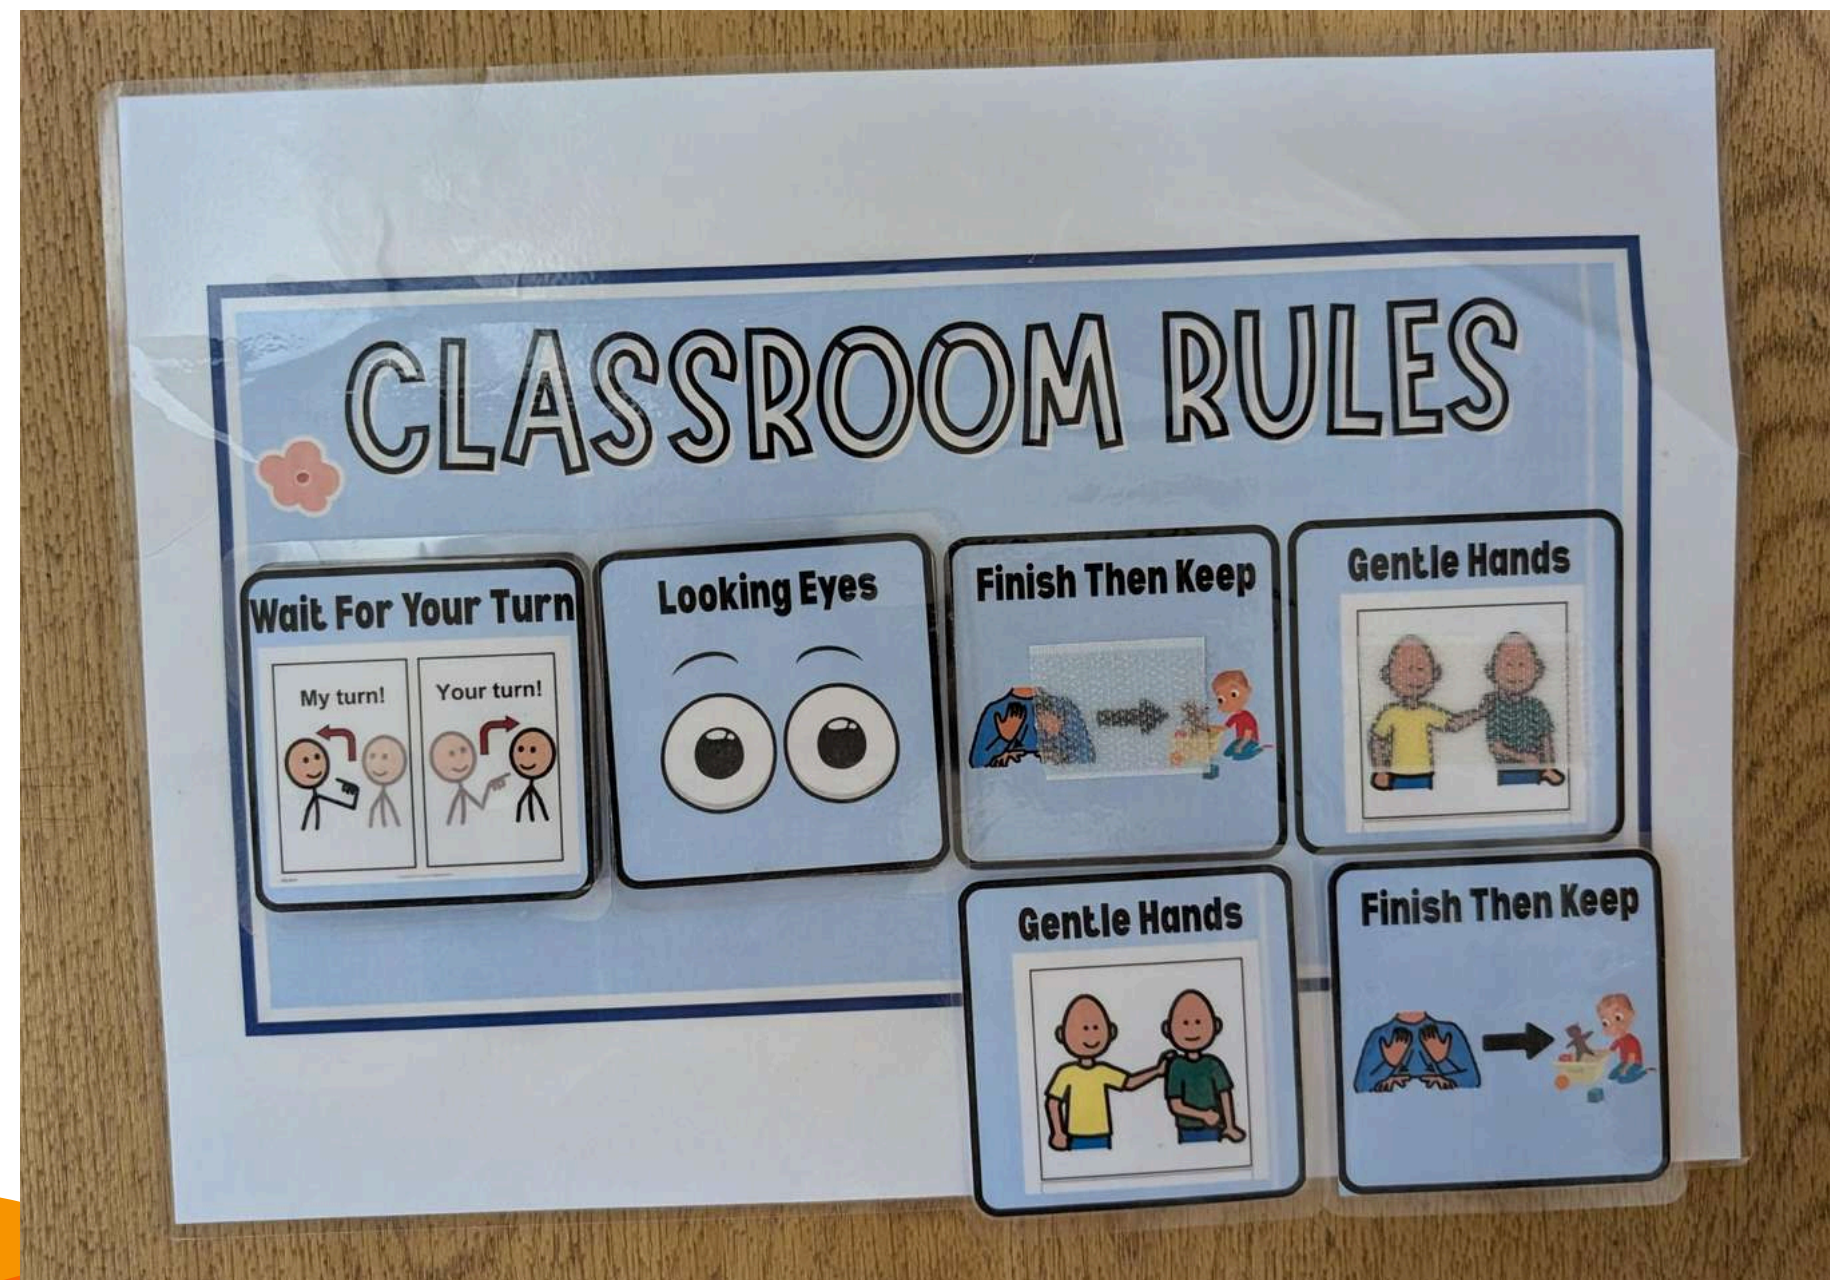 CLASSROOM RULES
Wait For Your Turn
My turn!
Your turn!
Looking Eyes
Finish Then Keep
Gentle Hands
Gentle Hands
Finish Then Keep